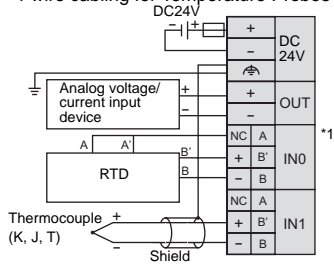 4-wire cabling for Temperature Probes
DC24V
− +
+
−
DC
24V
Analog voltage/
current input
device
+
−
+
−
OUT
A A'
NC A
*1
RTD
B'
B
+ B'
− B
IN0
NC A
Thermocouple
(K, J, T)
+
−
+ B'
− B
IN1
Shield